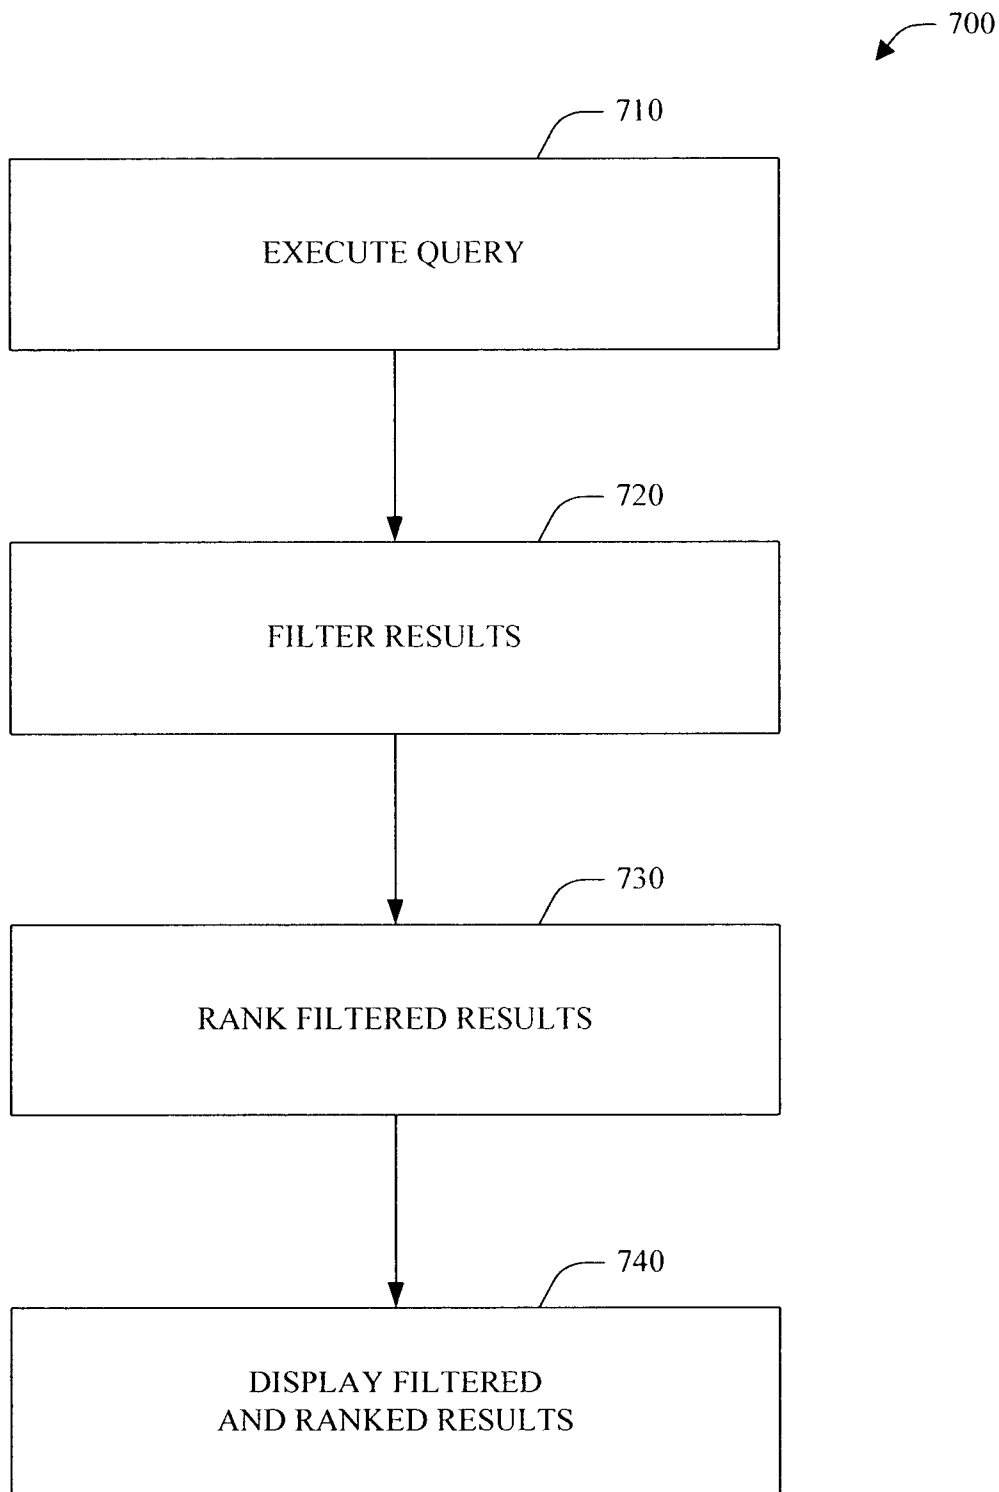 700
710
EXECUTE QUERY
720
FILTER RESULTS
730
RANK FILTERED RESULTS
740
DISPLAY FILTERED
AND RANKED RESULTS